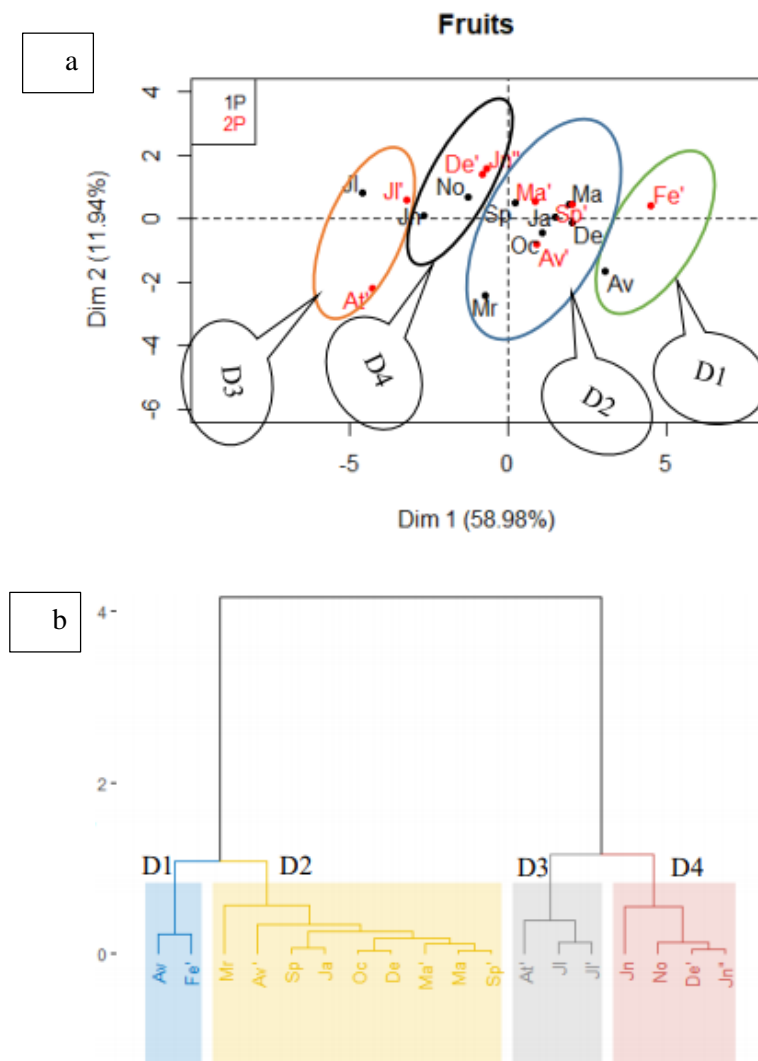 a
Fruits
1P
2P
4
2
0
-2
-4
-6
Dim 2 (11.94%)
Jl
Jl'
At'
Jn
No
De'
Jn"
Sp
Ma'
Ma
Ja
Sp'
Oc
De
Av'
Mr
Fe'
Av
D3
D4
D2
D1
-5
0
5
Dim 1 (58.98%)
b
4
2
0
D1
D2
D3
D4
Av
Fe'
Mr
Av'
Sp
Ja
Oc
De
Ma'
Ma
Sp'
At'
Jl
Jl'
Jn
No
De'
Jn"